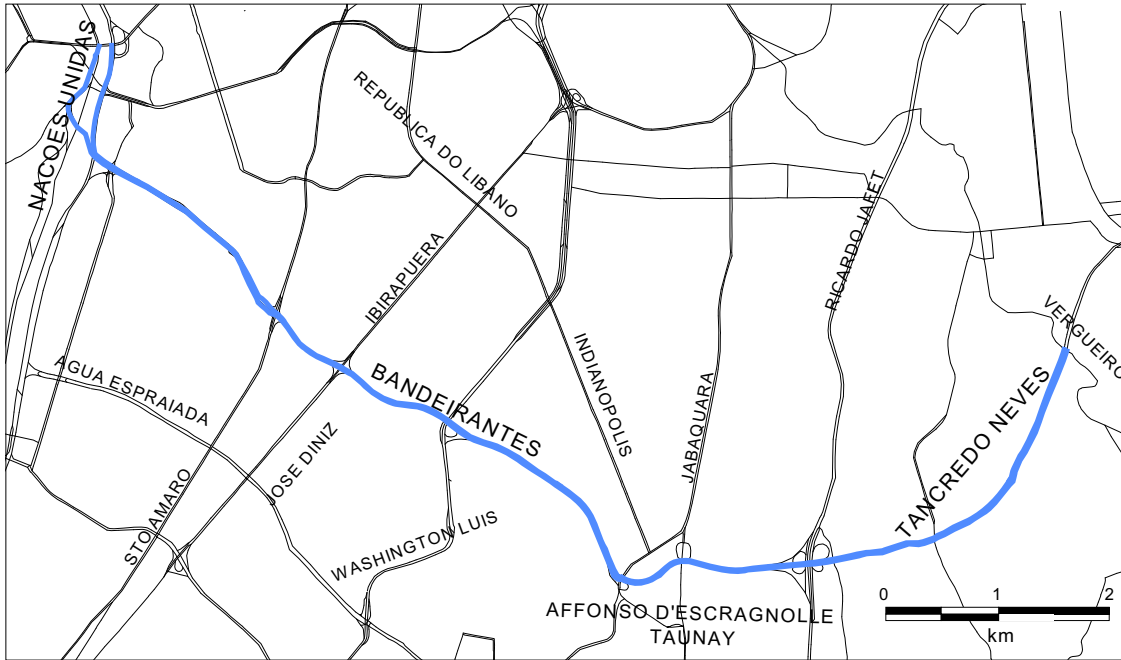 NACOES UNIDAS
REPUBLICA DO LIBANO
IBIRAPUERA
RICARDO JAFET
VERGUEIRO
AGUA ESPRAIADA
BANDEIRANTES
INDIANOPOLIS
JABAQUARA
TANCREDO NEVES
OSE DINIZ
STO AMARO
WASHINGTON LUIS
AFFONSO D'ESCRAGNOLLE
TAUNAY
0 1 2
km